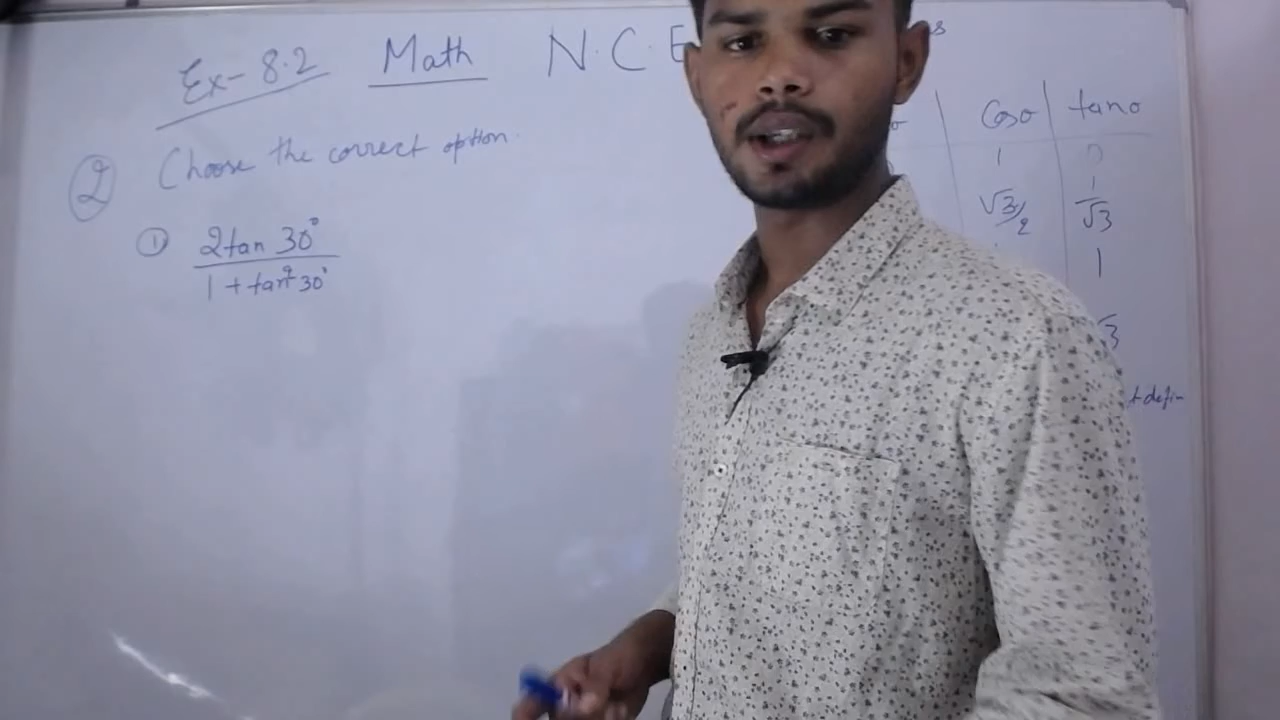 Ex- 8.2 Math N.C.E
② Choose the correct option.
① 2tan 30°
1 + tan² 30°
Cosθ tanθ
1 0
√3/2 1/√3
1